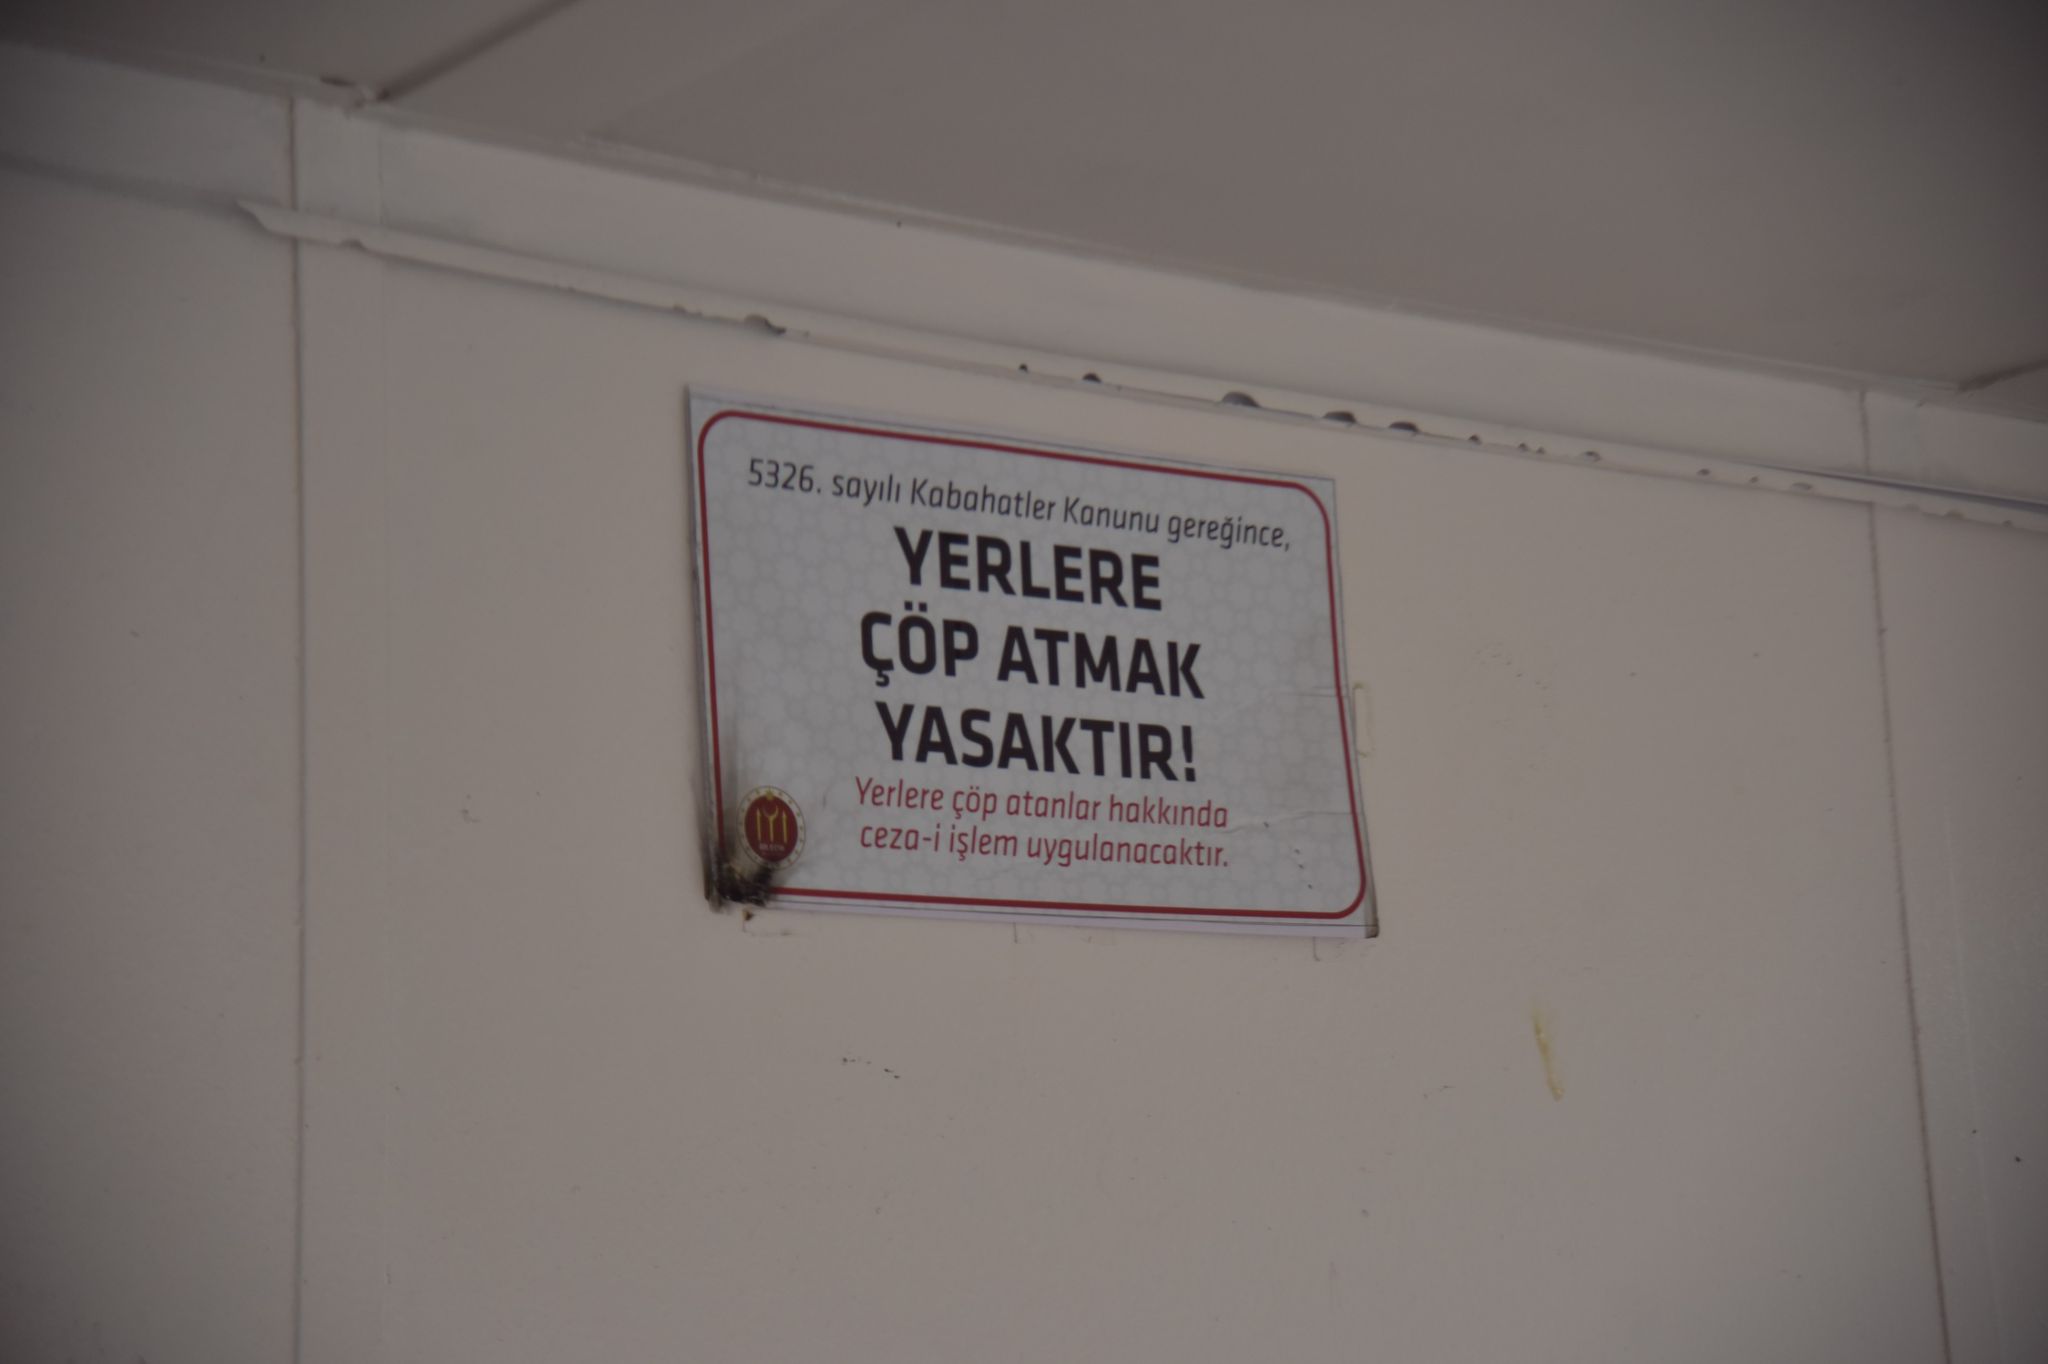 5326. sayılı Kabahatler Kanunu gereğince,
YERLERE
ÇÖP ATMAK
YASAKTIR!
Yerlere çöp atanlar hakkında
ceza-i işlem uygulanacaktır.